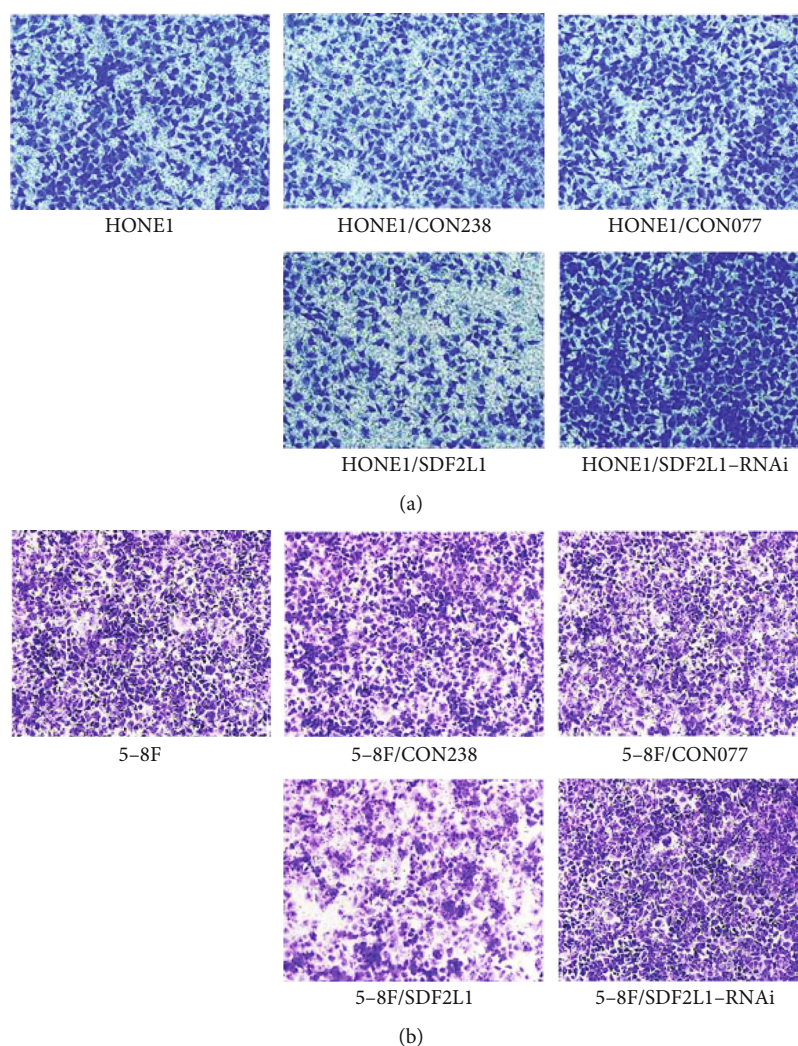 HONE1
HONE1/CON238
HONE1/CON077
HONE1/SDF2L1
HONE1/SDF2L1–RNAi
(a)
5–8F
5–8F/CON238
5–8F/CON077
5–8F/SDF2L1
5–8F/SDF2L1–RNAi
(b)